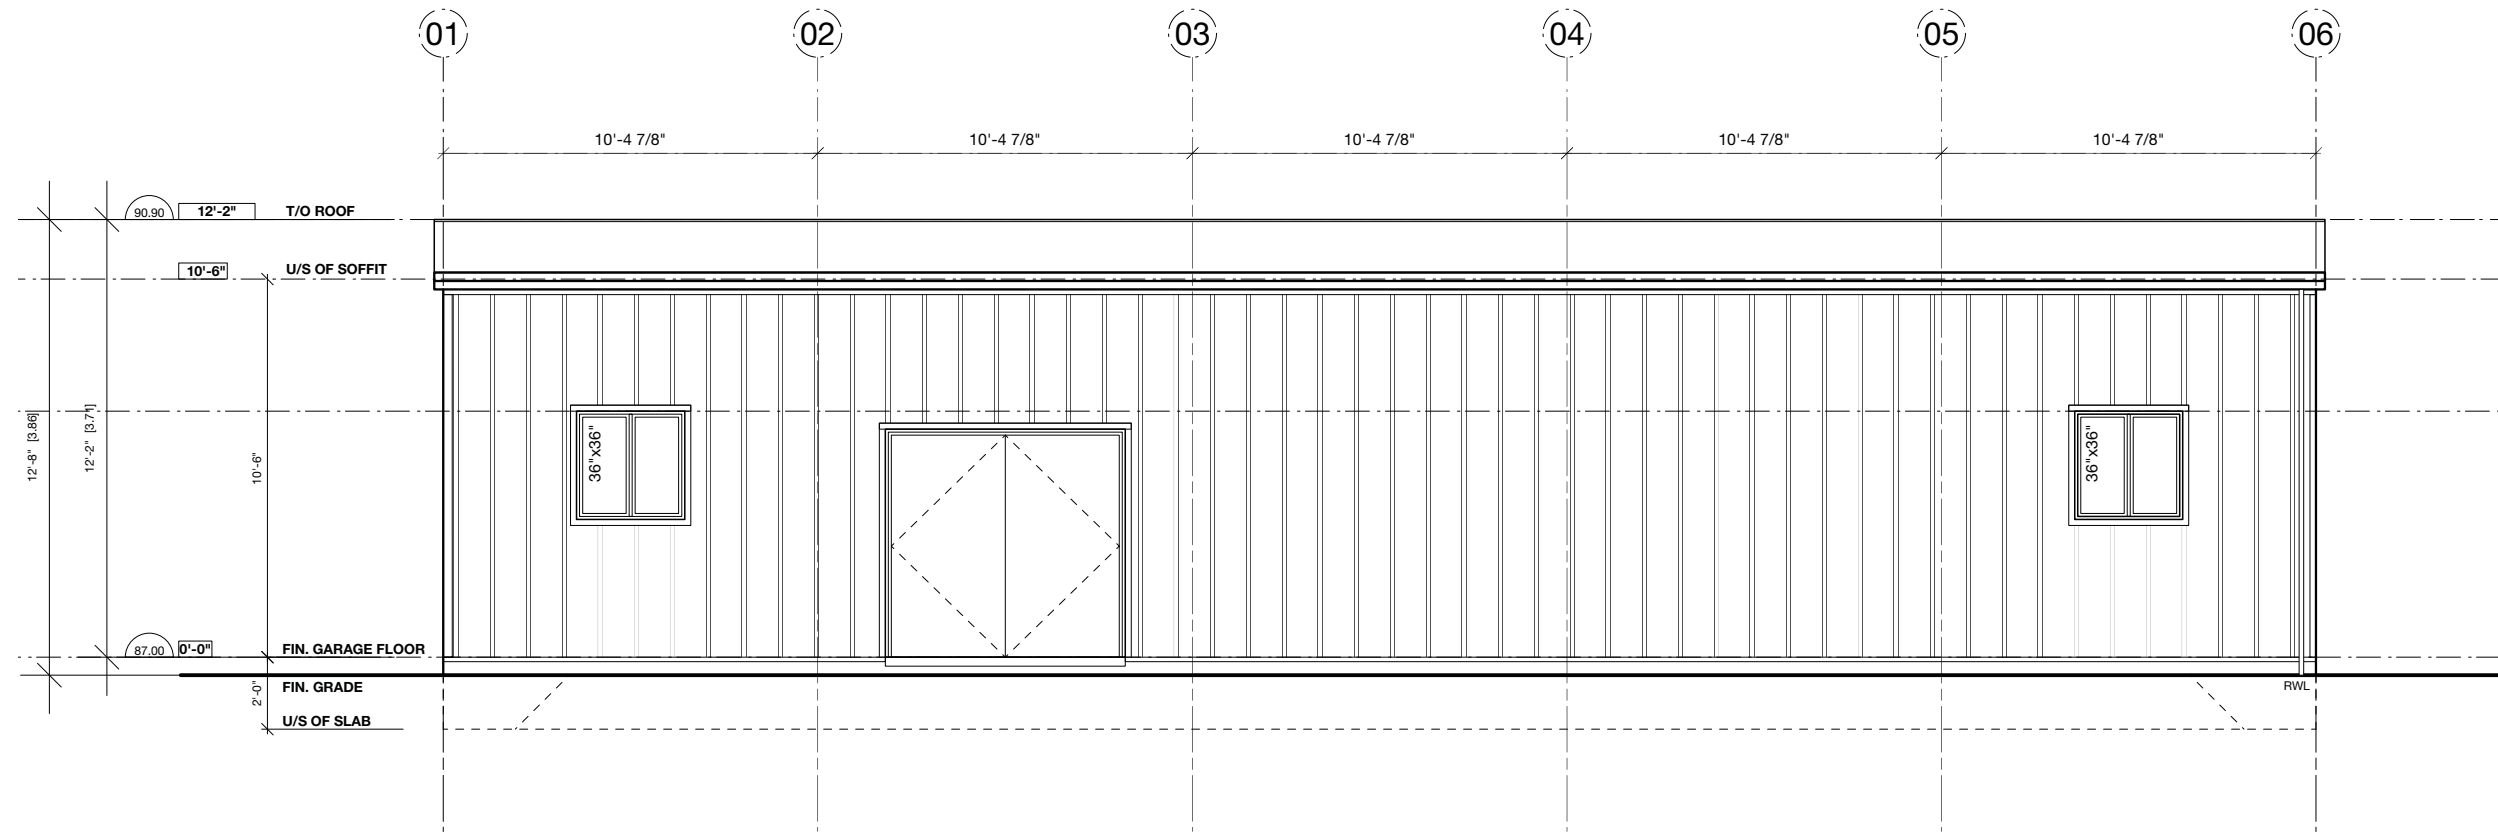 01 02 03 04 05 06
10'-4 7/8" 10'-4 7/8" 10'-4 7/8" 10'-4 7/8" 10'-4 7/8"
90.90 12'-2" T/O ROOF
10'-6" U/S OF SOFFIT
12'-8" [3.86]
12'-2" [3.71]
10'-6"
36"x36"
36"x36"
87.00 0'-0" FIN. GARAGE FLOOR
2'-0"
FIN. GRADE
RWL
U/S OF SLAB